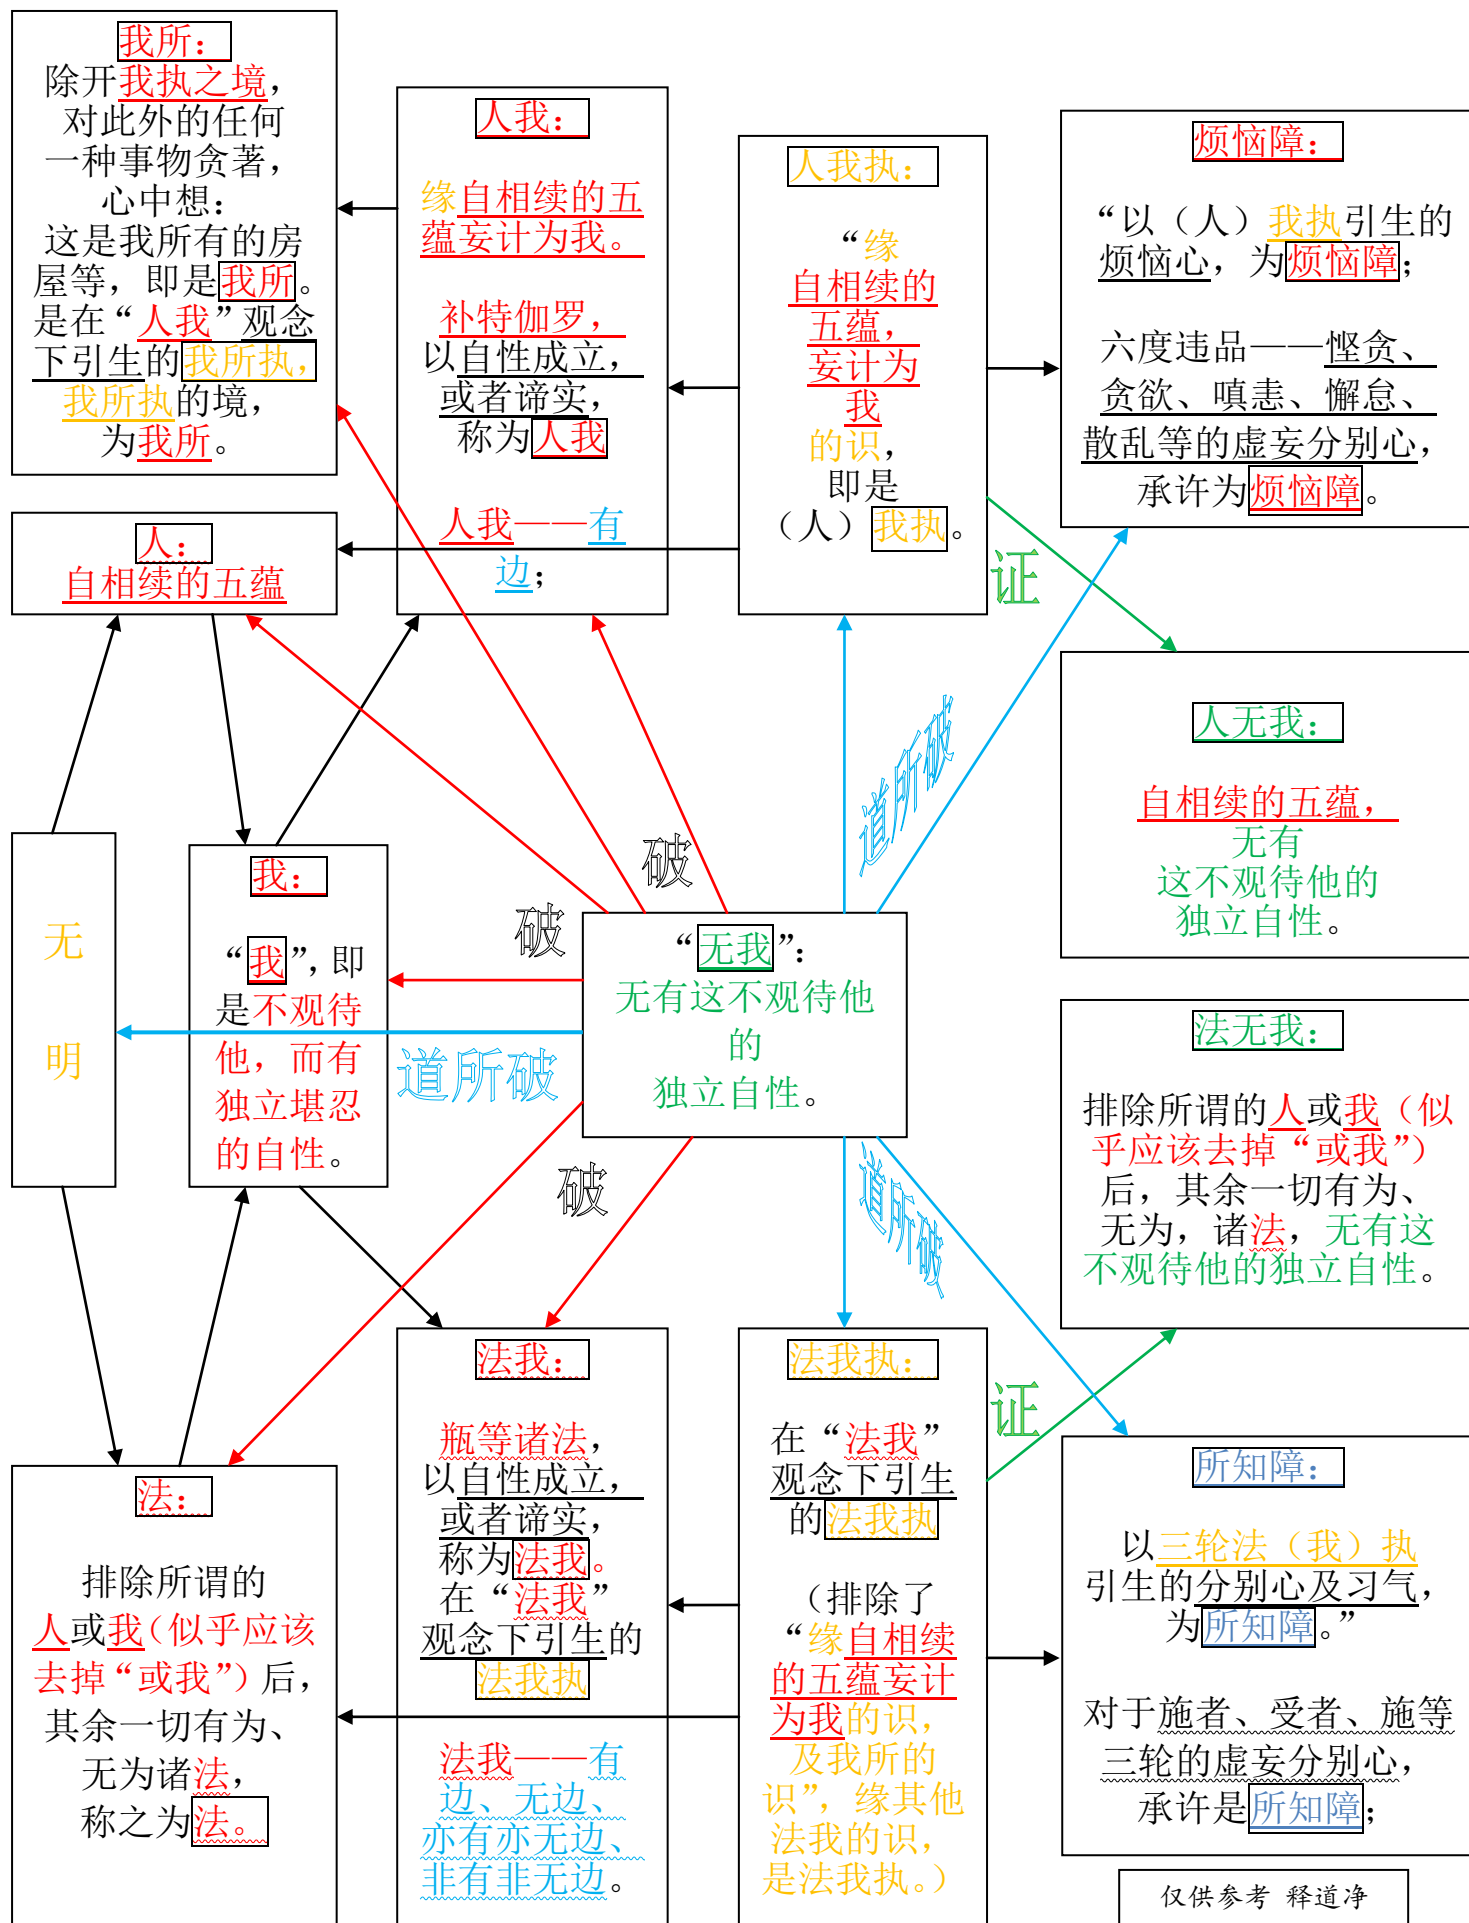 我所：
除开我执之境，
对此外的任何
一种事物贪著，
心中想：
这是我所有的房
屋等，即是我所。
是在“人我”观念
下引生的我所执，
我所执的境，
为我所。
人我：
缘自相续的五
蕴妄计为我。
补特伽罗，
以自性成立，
或者谛实，
称为人我
人我——有
边；
人我执：
“缘
自相续的
五蕴，
妄计为
我
的识，
即是
（人）我执。
烦恼障：
“以（人）我执引生的
烦恼心，为烦恼障；
六度违品——悭贪、
贪欲、嗔恚、懈怠、
散乱等的虚妄分别心，
承许为烦恼障。
人：
自相续的五蕴
证
人无我：
自相续的五蕴，
无有
这不观待他的
独立自性。
道所破
破
破
无
明
我：
“我”，即
是不观待
他，而有
独立堪忍
的自性。
道所破
“无我”：
无有这不观待他
的
独立自性。
法无我：
排除所谓的人或我（似
乎应该去掉“或我”）
后，其余一切有为、
无为，诸法，无有这
不观待他的独立自性。
破
道所破
证
法：
排除所谓的
人或我（似乎应该
去掉“或我”）后，
其余一切有为、
无为诸法，
称之为法。
法我：
瓶等诸法，
以自性成立，
或者谛实，
称为法我。
在“法我”
观念下引生的
法我执
法我——有
边、无边、
亦有亦无边、
非有非无边。
法我执：
在“法我”
观念下引生
的法我执
（排除了
“缘自相续
的五蕴妄计
为我的识，
及我所的
识”，缘其他
法我的识，
是法我执。）
所知障：
以三轮法（我）执
引生的分别心及习气，
为所知障。”
对于施者、受者、施等
三轮的虚妄分别心，
承许是所知障；
仅供参考 释道净